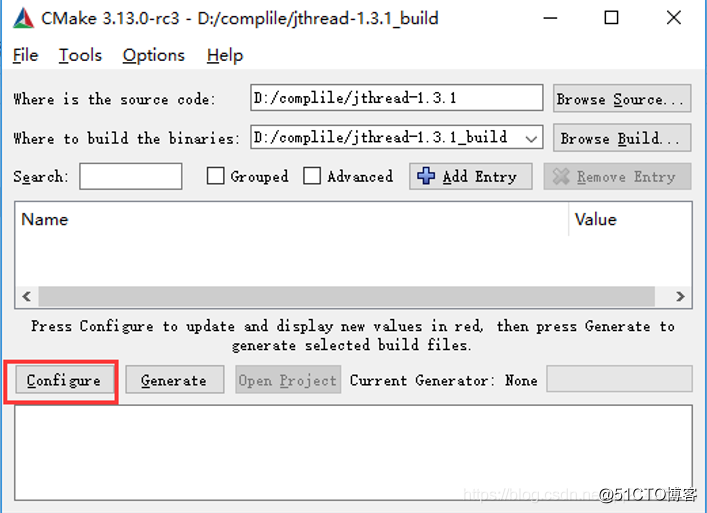 CMake 3.13.0-rc3 - D:/complile/jthread-1.3.1_build
File Tools Options Help
Where is the source code: D:/complile/jthread-1.3.1 Browse Source...
Where to build the binaries: D:/complile/jthread-1.3.1_build Browse Build...
Search: Grouped Advanced Add Entry Remove Entry
Name Value
Press Configure to update and display new values in red, then press Generate to
generate selected build files.
Configure Generate Open Project Current Generator: None
https://blog.csdn.ne @51CTO博客